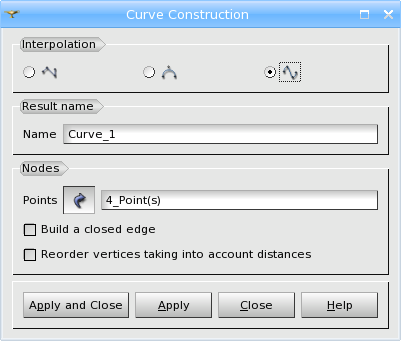 Curve Construction
Interpolation
Result name
Name Curve_1
Nodes
Points 4_Point(s)
Build a closed edge
Reorder vertices taking into account distances
Apply and Close Apply Close Help